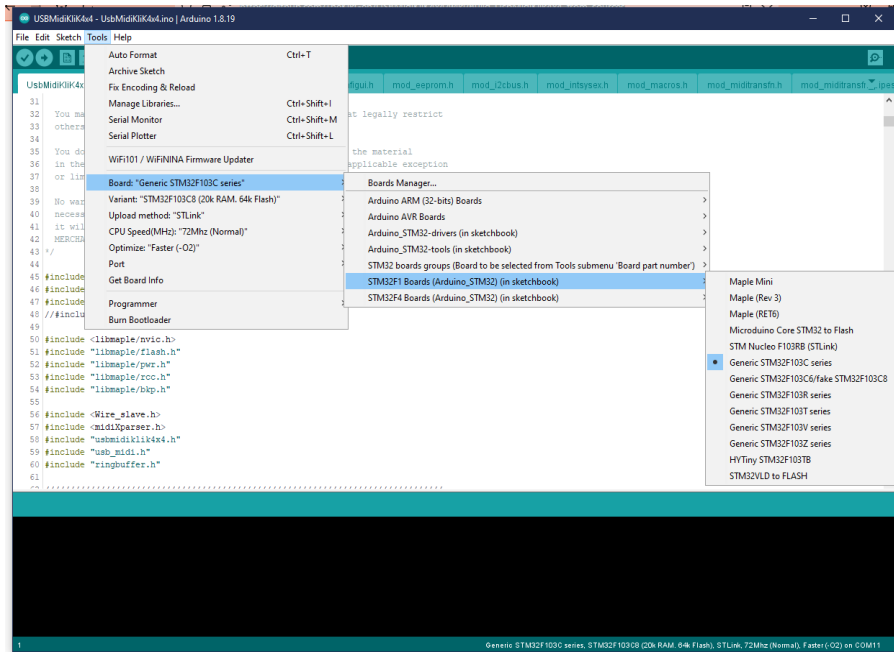 USBMidiKliK4x4 - UsbMidiKliK4x4.ino | Arduino 1.8.19
File Edit Sketch Tools Help
UsbMidiKliK4x
figui.h
mod_eeprom.h
mod_i2cbus.h
mod_intsysex.h
mod_macros.h
mod_miditransfn.h
mod_miditransfi
Auto Format Ctrl+T
Archive Sketch
Fix Encoding & Reload
Manage Libraries... Ctrl+Shift+I
Serial Monitor Ctrl+Shift+M
Serial Plotter Ctrl+Shift+L
WiFi101 / WiFiNINA Firmware Updater
Board: "Generic STM32F103C series"
Variant: "STM32F103C8 (20k RAM. 64k Flash)"
Upload method: "STLink"
CPU Speed(MHz): "72Mhz (Normal)"
Optimize: "Faster (-O2)"
Port
Get Board Info
Programmer
Burn Bootloader
Boards Manager...
Arduino ARM (32-bits) Boards
Arduino AVR Boards
Arduino_STM32-drivers (in sketchbook)
Arduino_STM32-tools (in sketchbook)
STM32 boards groups (Board to be selected from Tools submenu 'Board part number')
STM32F1 Boards (Arduino_STM32) (in sketchbook)
STM32F4 Boards (Arduino_STM32) (in sketchbook)
Maple Mini
Maple (Rev 3)
Maple (RET6)
Microduino Core STM32 to Flash
STM Nucleo F103RB (STLink)
Generic STM32F103C series
Generic STM32F103C6/fake STM32F103C8
Generic STM32F103R series
Generic STM32F103T series
Generic STM32F103V series
Generic STM32F103Z series
HYTiny STM32F103TB
STM32VLD to FLASH
31
32 You ma at legally restrict
33 others
34
35 You do the material
36 in the applicable exception
37 or lim
38
39 No war
40 necess
41 it wil
42 MERCHA
43 */
44
45 #include
46 #include
47 #include
48 //#inclu
49
50 #include <libmaple/nvic.h>
51 #include "libmaple/flash.h"
52 #include "libmaple/pwr.h"
53 #include "libmaple/rcc.h"
54 #include "libmaple/bkp.h"
55
56 #include <Wire_slave.h>
57 #include <midiXparser.h>
58 #include "usbmidiklik4x4.h"
59 #include "usb_midi.h"
60 #include "ringbuffer.h"
61
1
Generic STM32F103C series, STM32F103C8 (20k RAM. 64k Flash), STLink, 72Mhz (Normal), Faster (-O2) on COM11